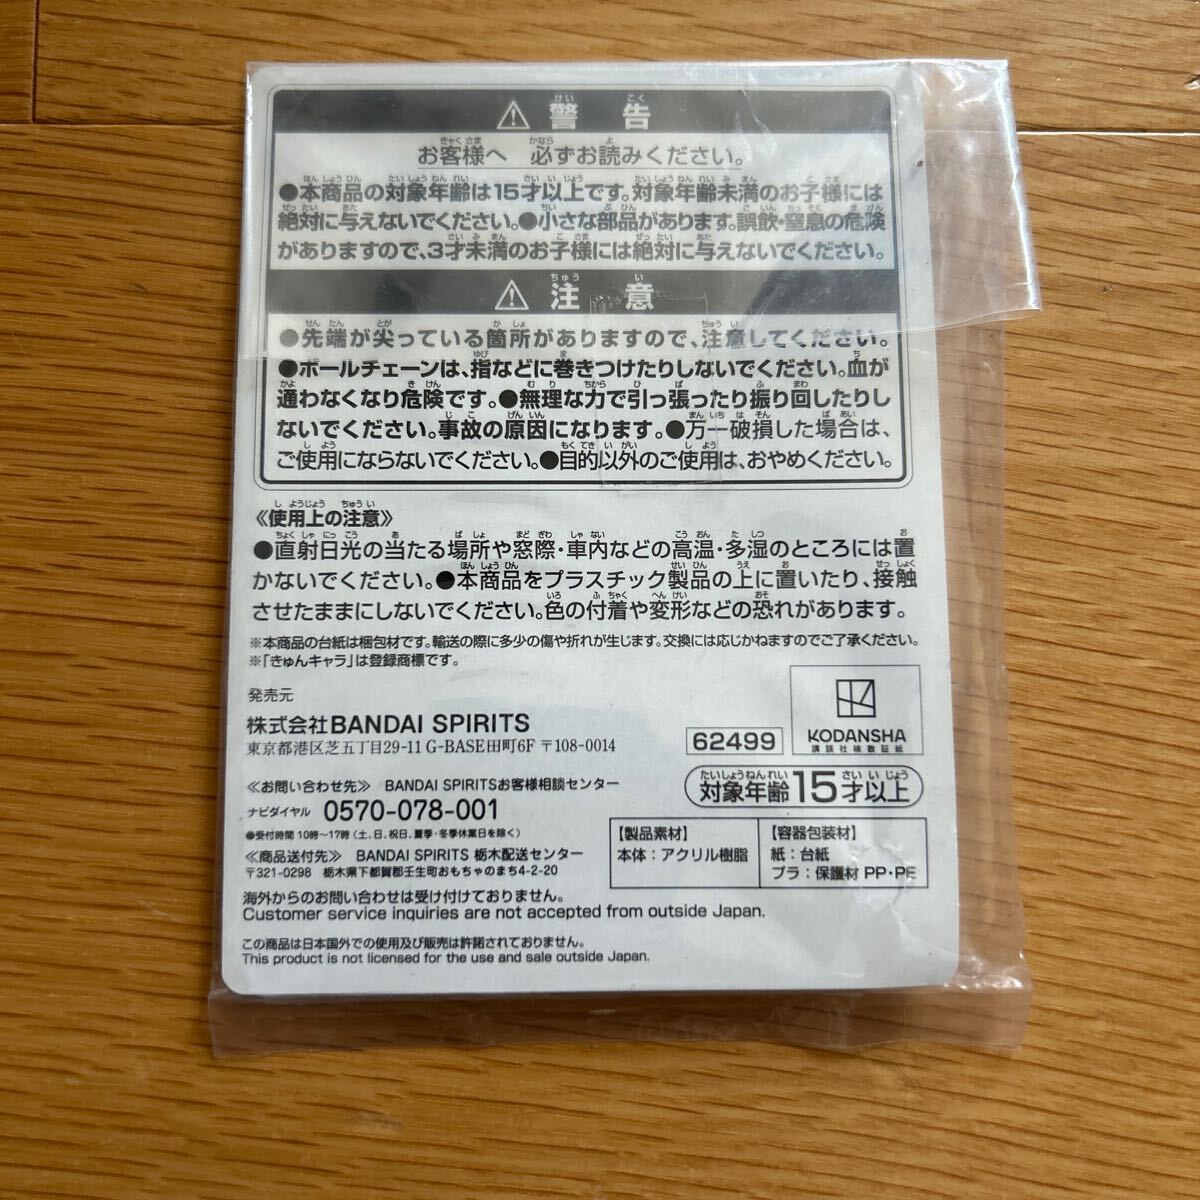 ⚠ 警告
お客様へ 必ずお読みください。
●本商品の対象年齢は15才以上です。対象年齢未満のお子様には
絶対に与えないでください。●小さな部品があります。誤飲・窒息の危険
がありますので、3才未満のお子様には絶対に与えないでください。
⚠ 注意
●先端が尖っている箇所がありますので、注意してください。
●ボールチェーンは、指などに巻きつけたりしないでください。血が
通わなくなり危険です。●無理な力で引っ張ったり振り回したりし
ないでください。事故の原因になります。●万一破損した場合は、
ご使用にならないでください。●目的以外のご使用は、おやめください。
《使用上の注意》
●直射日光の当たる場所や窓際・車内などの高温・多湿のところには置
かないでください。●本商品をプラスチック製品の上に置いたり、接触
させたままにしないでください。色の付着や変形などの恐れがあります。
※本商品の台紙は梱包材です。輸送の際に多少の傷や折れが生じます。交換には応じかねますのでご了承ください。
※「きゅんキャラ」は登録商標です。
発売元
株式会社BANDAI SPIRITS
東京都港区芝五丁目29-11 G-BASE田町6F 〒108-0014
62499
KODANSHA
講談社検数証紙
《お問い合わせ先》 BANDAI SPIRITSお客様相談センター
ナビダイヤル 0570-078-001
●受付時間 10時～17時(土、日、祝日、夏季・冬季休業日を除く)
《商品送付先》 BANDAI SPIRITS 栃木配送センター
〒321-0298 栃木県下都賀郡壬生町おもちゃのまち4-2-20
対象年齢15才以上
【製品素材】
本体：アクリル樹脂
【容器包装材】
紙：台紙
プラ：保護材 PP・PE
海外からのお問い合わせは受け付けておりません。
Customer service inquiries are not accepted from outside Japan.
この商品は日本国外での使用及び販売は許諾されておりません。
This product is not licensed for the use and sale outside Japan.